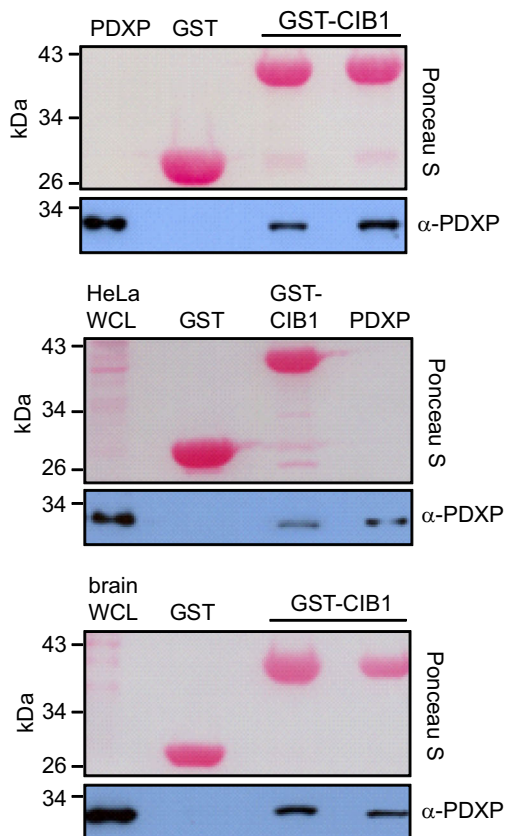 PDXP GST GST-CIB1
43
34
26
kDa
Ponceau S
34
α-PDXP
HeLa WCL GST GST-CIB1 PDXP
43
34
26
kDa
Ponceau S
34
α-PDXP
brain WCL GST GST-CIB1
43
34
26
kDa
Ponceau S
34
α-PDXP